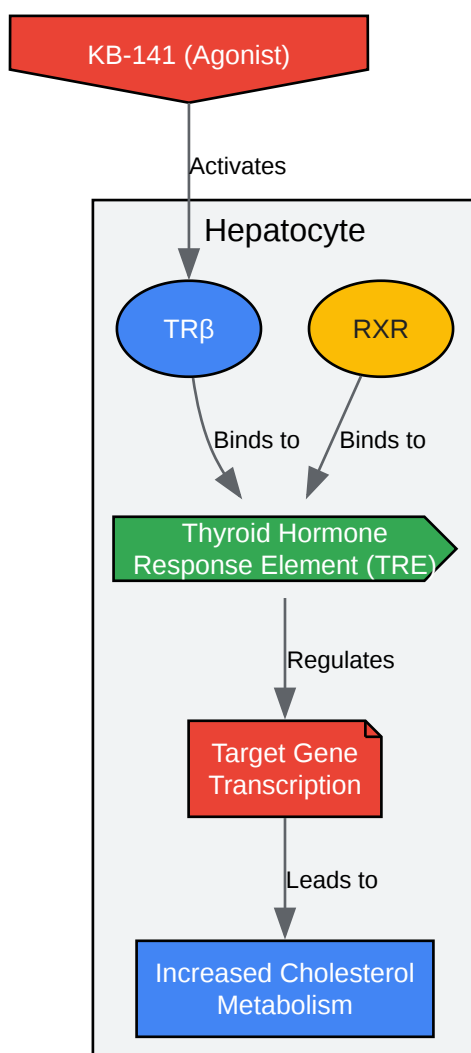 KB-141 (Agonist)
Activates
Hepatocyte
TRβ
RXR
Binds to
Binds to
Thyroid Hormone
Response Element (TRE)
Regulates
Target Gene
Transcription
Leads to
Increased Cholesterol
Metabolism